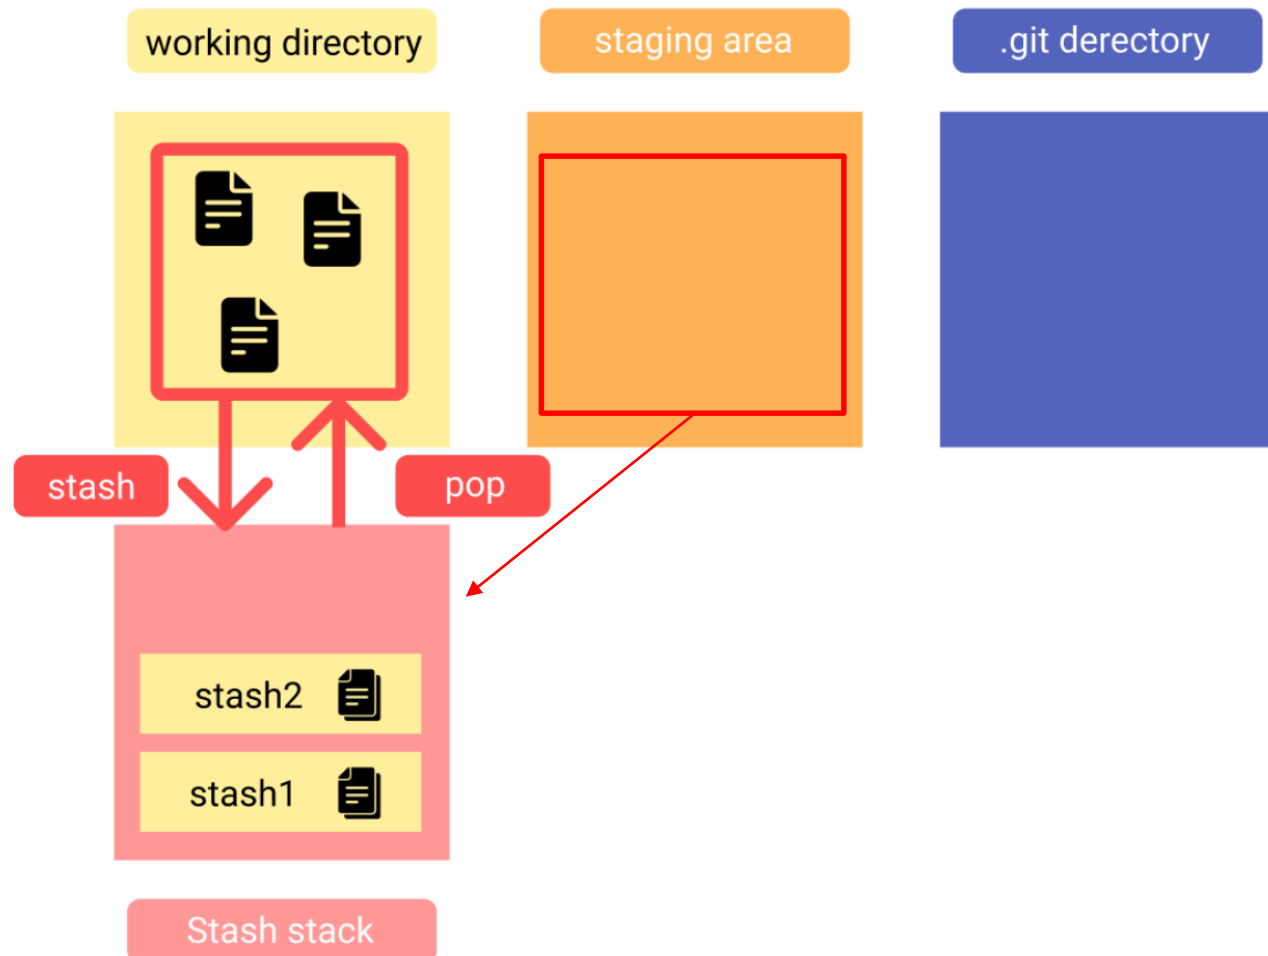 working directory
staging area
.git derectory
stash
pop
stash2
stash1
Stash stack